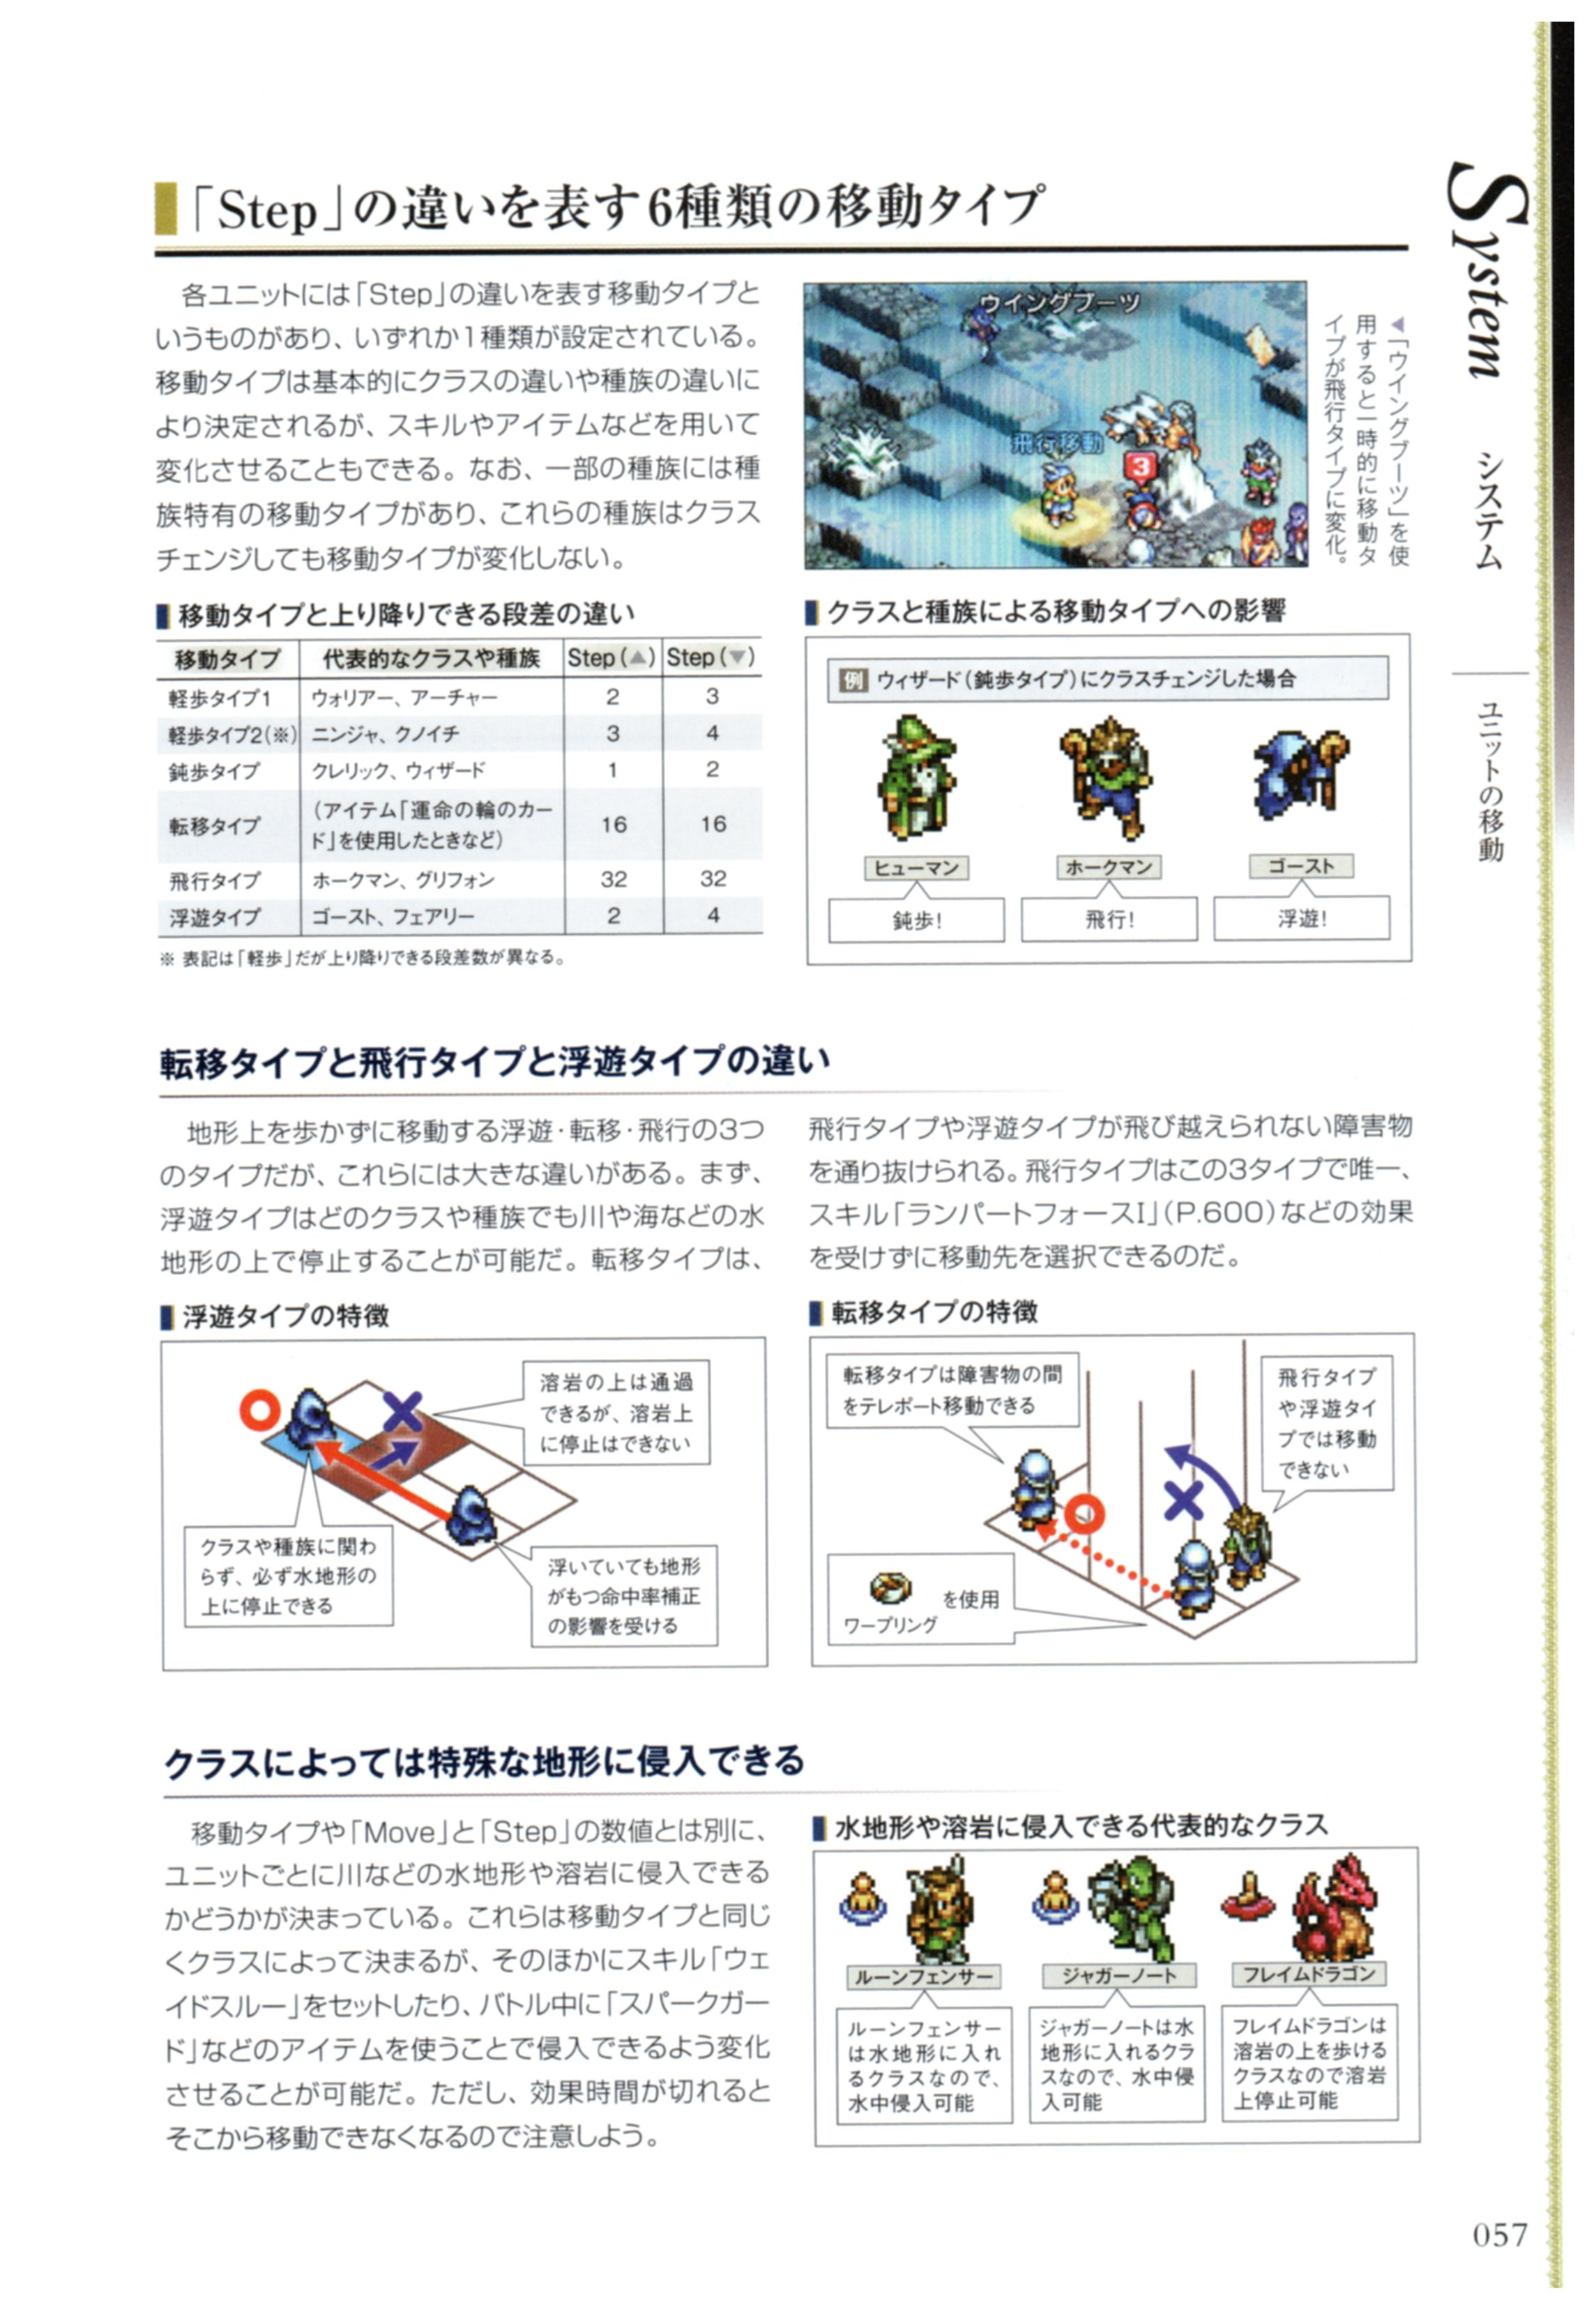 「Step」の違いを表す6種類の移動タイプ
各ユニットには「Step」の違いを表す移動タイプと
いうものがあり、いずれか1種類が設定されている。
移動タイプは基本的にクラスの違いや種族の違いに
より決定されるが、スキルやアイテムなどを用いて
変化させることもできる。なお、一部の種族には種
族特有の移動タイプがあり、これらの種族はクラス
チェンジしても移動タイプが変化しない。
ウイングブーツ
飛行移動
3
◀「ウイングブーツ」を使
用すると一時的に移動タ
イプが飛行タイプに変化。
移動タイプと上り降りできる段差の違い
移動タイプ 代表的なクラスや種族 Step(▲) Step(▼)
軽歩タイプ1 ウォリアー、アーチャー 2 3
軽歩タイプ2(※) ニンジャ、クノイチ 3 4
鈍歩タイプ クレリック、ウィザード 1 2
転移タイプ (アイテム「運命の輪のカー
ド」を使用したときなど) 16 16
飛行タイプ ホークマン、グリフォン 32 32
浮遊タイプ ゴースト、フェアリー 2 4
※ 表記は「軽歩」だが上り降りできる段差数が異なる。
クラスと種族による移動タイプへの影響
例 ウィザード(鈍歩タイプ)にクラスチェンジした場合
ヒューマン ホークマン ゴースト
鈍歩! 飛行! 浮遊!
転移タイプと飛行タイプと浮遊タイプの違い
地形上を歩かずに移動する浮遊・転移・飛行の3つ
のタイプだが、これらには大きな違いがある。まず、
浮遊タイプはどのクラスや種族でも川や海などの水
地形の上で停止することが可能だ。転移タイプは、
飛行タイプや浮遊タイプが飛び越えられない障害物
を通り抜けられる。飛行タイプはこの3タイプで唯一、
スキル「ランパートフォースI」(P.600)などの効果
を受けずに移動先を選択できるのだ。
浮遊タイプの特徴
溶岩の上は通過
できるが、溶岩上
に停止はできない
クラスや種族に関わ
らず、必ず水地形の
上に停止できる
浮いていても地形
がもつ命中率補正
の影響を受ける
転移タイプの特徴
転移タイプは障害物の間
をテレポート移動できる
飛行タイプ
や浮遊タイ
プでは移動
できない
を使用
ワープリング
クラスによっては特殊な地形に侵入できる
移動タイプや「Move」と「Step」の数値とは別に、
ユニットごとに川などの水地形や溶岩に侵入できる
かどうかが決まっている。これらは移動タイプと同じ
くクラスによって決まるが、そのほかにスキル「ウェ
イドスルー」をセットしたり、バトル中に「スパークガー
ド」などのアイテムを使うことで侵入できるよう変化
させることが可能だ。ただし、効果時間が切れると
そこから移動できなくなるので注意しよう。
水地形や溶岩に侵入できる代表的なクラス
ルーンフェンサー
ルーンフェンサー
は水地形に入れ
るクラスなので、
水中侵入可能
ジャガーノート
ジャガーノートは水
地形に入れるクラ
スなので、水中侵
入可能
フレイムドラゴン
フレイムドラゴンは
溶岩の上を歩ける
クラスなので溶岩
上停止可能
System システム
ユニットの移動
057